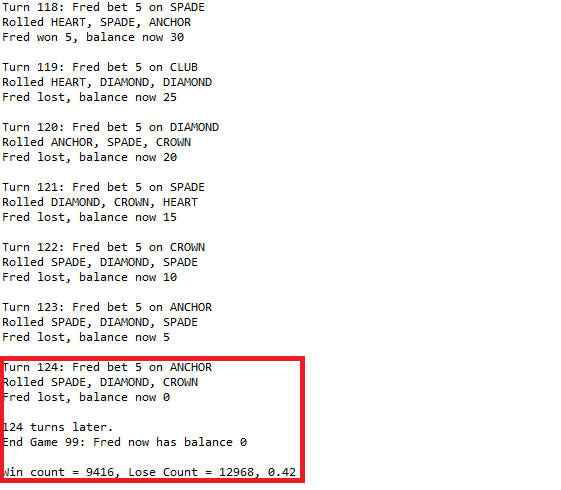 Turn 118: Fred bet 5 on SPADE
Rolled HEART, SPADE, ANCHOR
Fred won 5, balance now 30
Turn 119: Fred bet 5 on CLUB
Rolled HEART, DIAMOND, DIAMOND
Fred lost, balance now 25
Turn 120: Fred bet 5 on DIAMOND
Rolled ANCHOR, SPADE, CROWN
Fred lost, balance now 20
Turn 121: Fred bet 5 on SPADE
Rolled DIAMOND, CROWN, HEART
Fred lost, balance now 15
Turn 122: Fred bet 5 on CROWN
Rolled SPADE, DIAMOND, SPADE
Fred lost, balance now 10
Turn 123: Fred bet 5 on ANCHOR
Rolled SPADE, DIAMOND, SPADE
Fred lost, balance now 5
Turn 124: Fred bet 5 on ANCHOR
Rolled SPADE, DIAMOND, CROWN
Fred lost, balance now 0
124 turns later.
End Game 99: Fred now has balance 0
Win count = 9416, Lose Count = 12968, 0.42